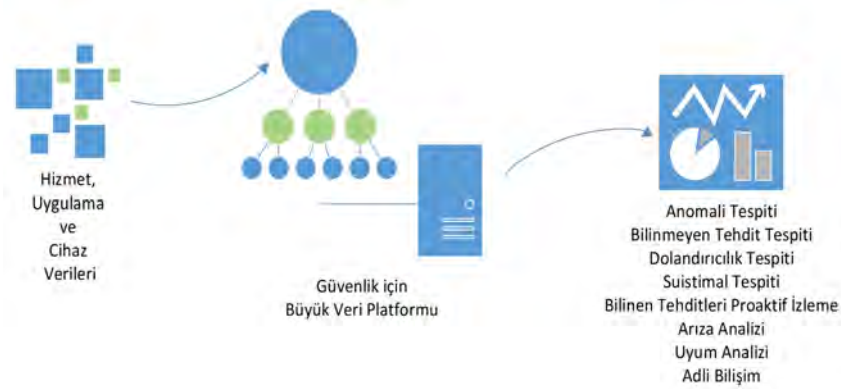 Hizmet,
Uygulama
ve
Cihaz
Verileri
Güvenlik için
Büyük Veri Platformu
Anomali Tespiti
Bilinmeyen Tehdit Tespiti
Dolandırıcılık Tespiti
Suistimal Tespiti
Bilinen Tehditleri Proaktif İzleme
Arıza Analizi
Uyum Analizi
Adli Bilişim